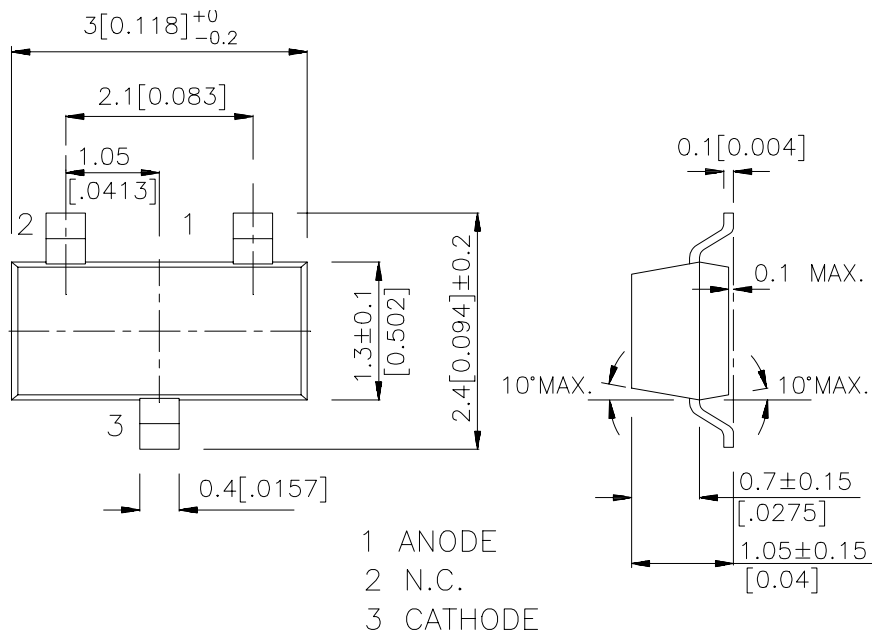 3[0.118] +0
-0.2
2.1[0.083]
1.05
[.0413]
2
1
3
1.3±0.1
[0.502]
2.4[0.094]±0.2
0.4[.0157]
0.1[0.004]
0.1 MAX.
10°MAX.
10°MAX.
0.7±0.15
[.0275]
1.05±0.15
[0.04]
1 ANODE
2 N.C.
3 CATHODE